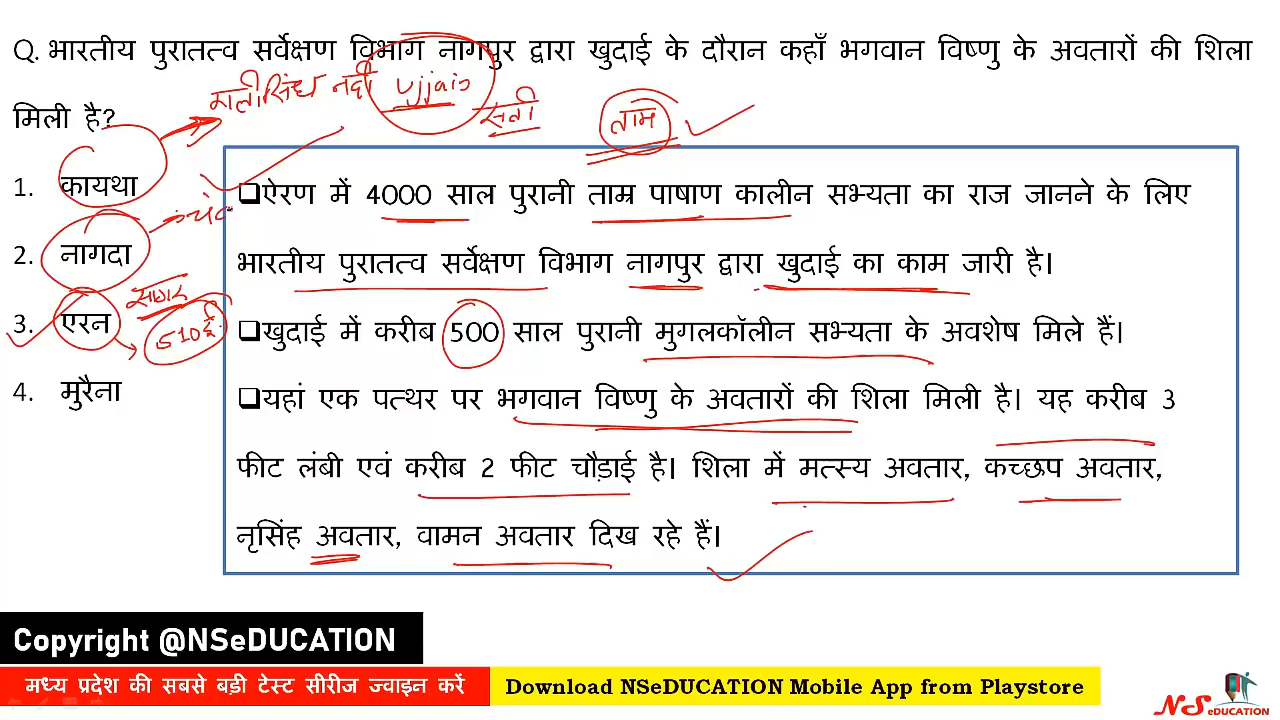 Q. भारतीय पुरातत्व सर्वेक्षण विभाग नागपुर द्वारा खुदाई के दौरान कहाँ भगवान विष्णु के अवतारों की शिला
मिली है?
नदी
सती
ताम्र
1. कायथा
2. नागदा
3. एरन
4. मुरैना
सागर
510ई
❑ऐरण में 4000 साल पुरानी ताम्र पाषाण कालीन सभ्यता का राज जानने के लिए
भारतीय पुरातत्व सर्वेक्षण विभाग नागपुर द्वारा खुदाई का काम जारी है।
❑खुदाई में करीब 500 साल पुरानी मुगलकॉलीन सभ्यता के अवशेष मिले हैं।
❑यहां एक पत्थर पर भगवान विष्णु के अवतारों की शिला मिली है। यह करीब 3
फीट लंबी एवं करीब 2 फीट चौड़ाई है। शिला में मत्स्य अवतार, कच्छप अवतार,
नृसिंह अवतार, वामन अवतार दिख रहे हैं।
Copyright @NSeDUCATION
मध्य प्रदेश की सबसे बड़ी टेस्ट सीरीज ज्वाइन करें
Download NSeDUCATION Mobile App from Playstore
NS eDUCATION